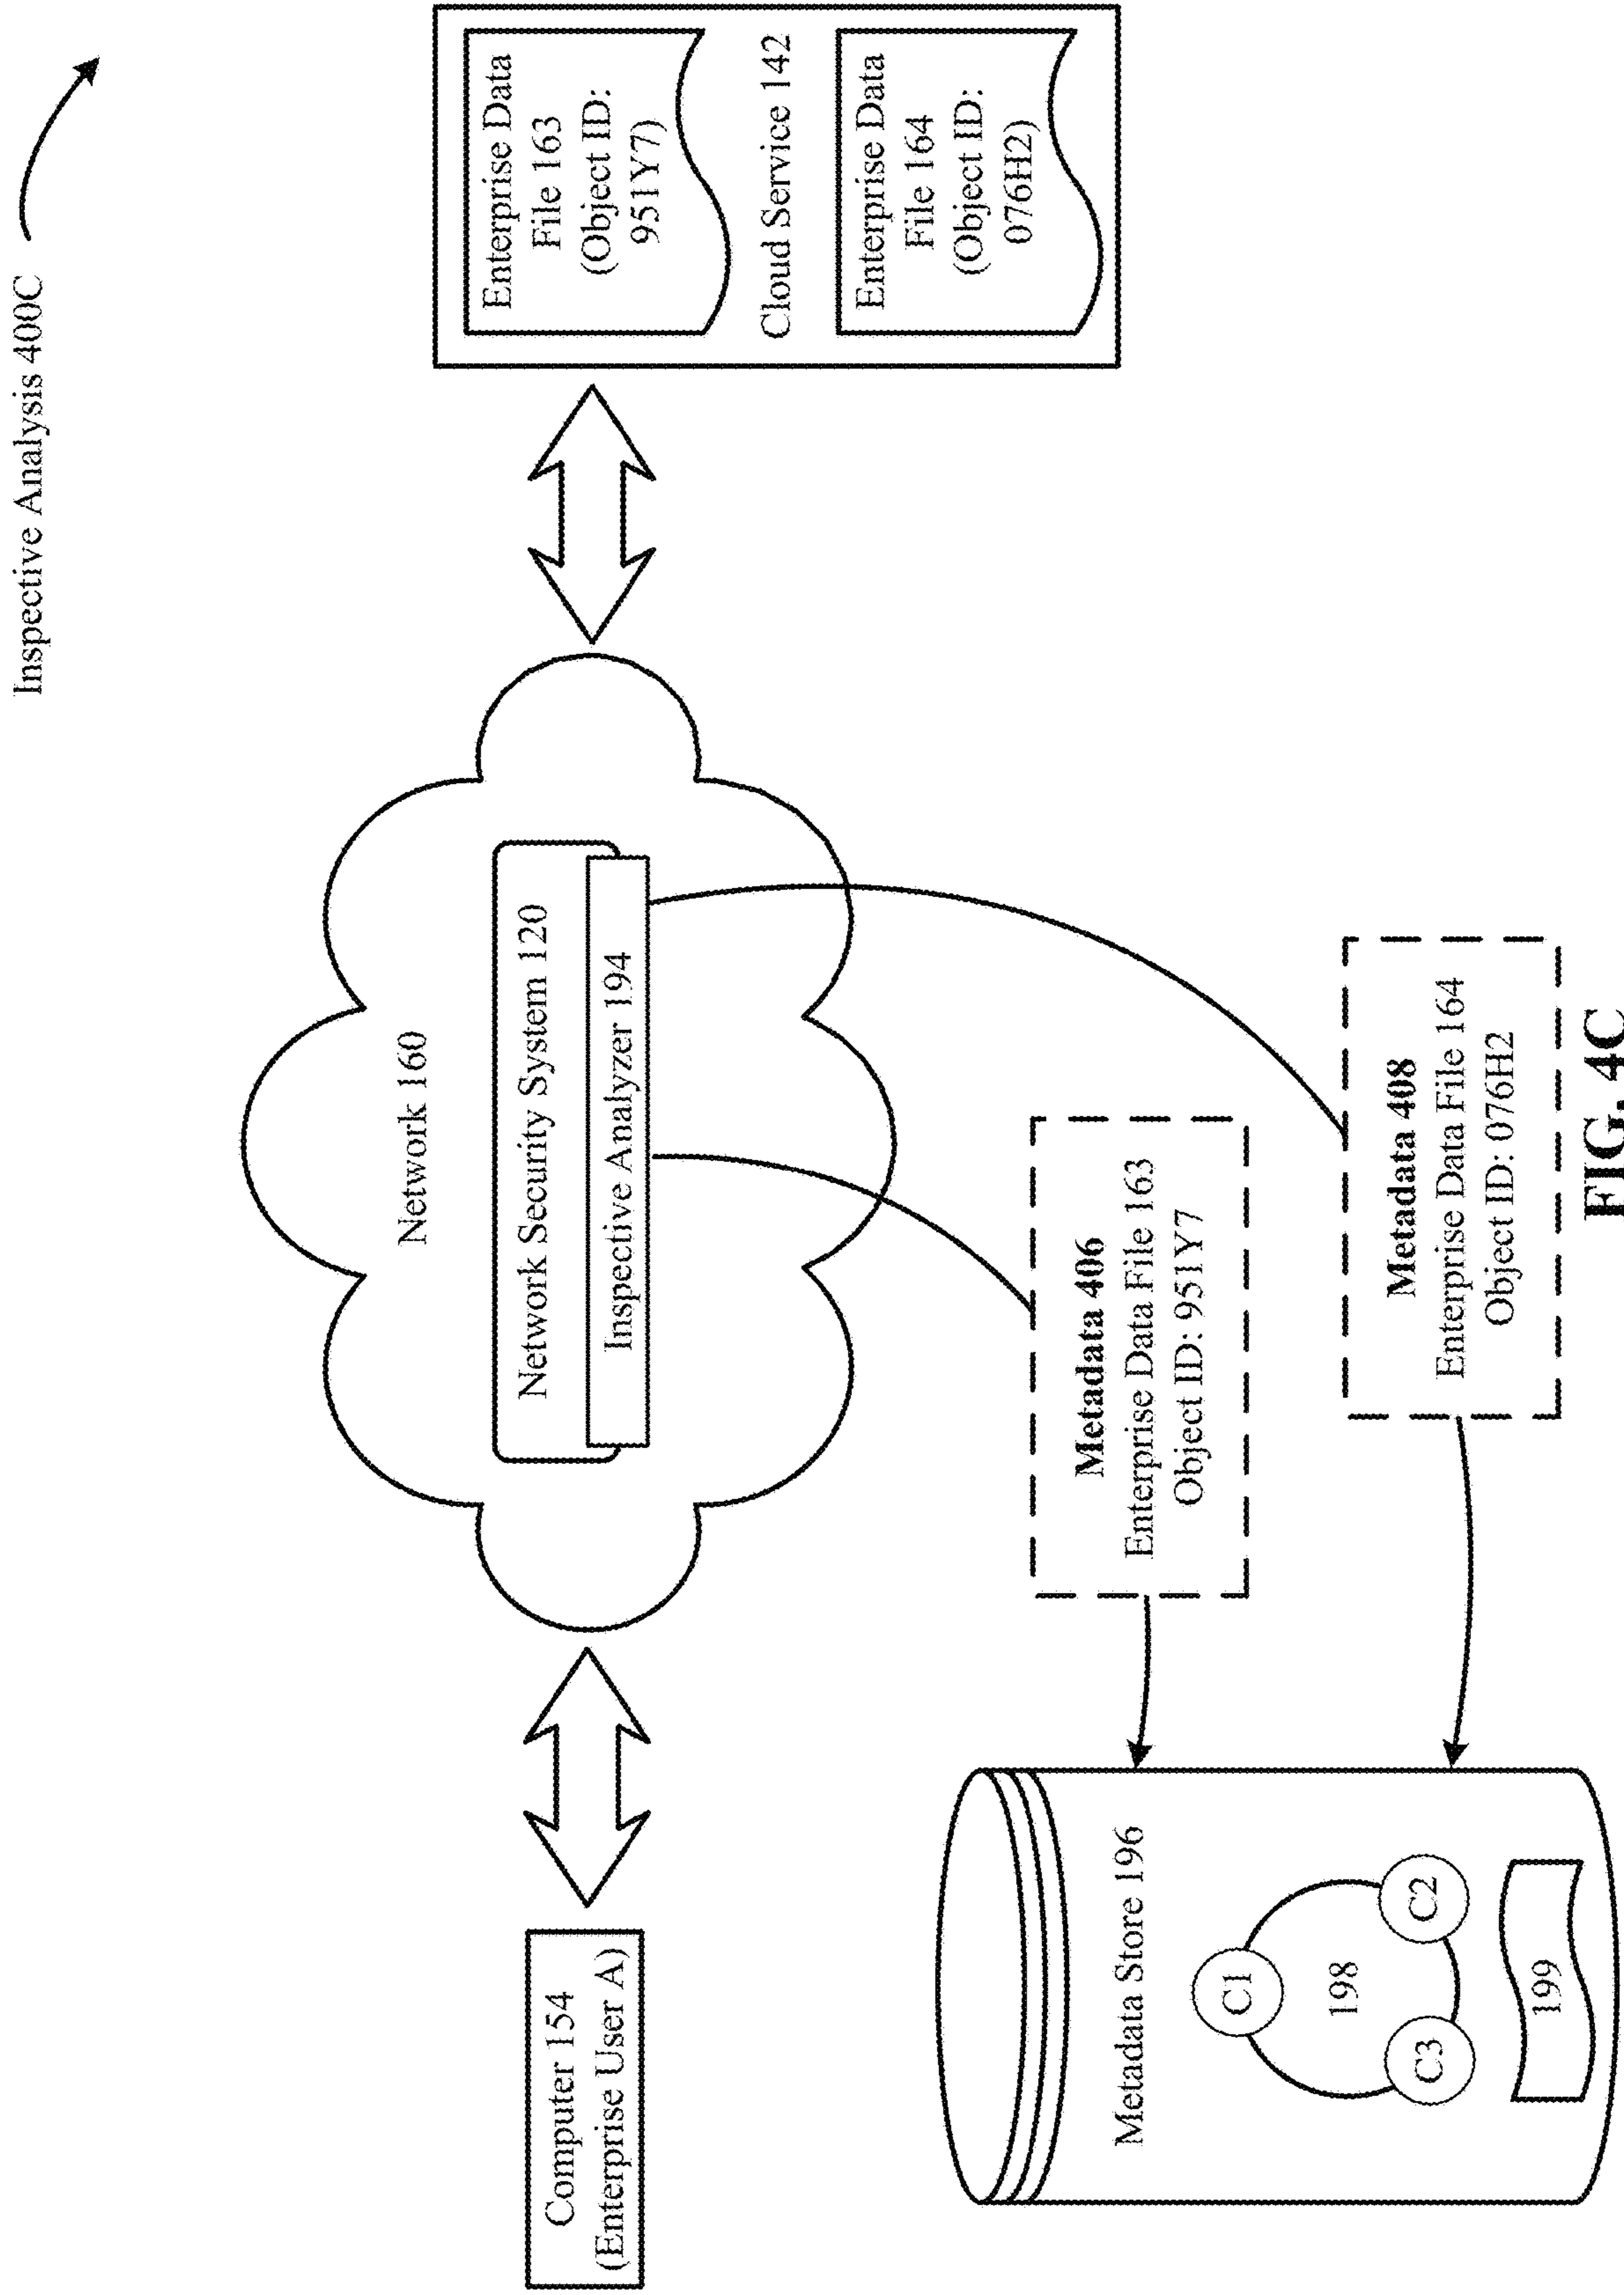 Inspective Analysis 400C
Computer 154
(Enterprise User A)
Network 160
Network Security System 120
Inspective Analyzer 194
Enterprise Data
File 163
(Object ID:
951Y7)
Cloud Service 142
Enterprise Data
File 164
(Object ID:
076H2)
Metadata Store 196
C1
198
C3
C2
199
Metadata 406
Enterprise Data File 163
Object ID: 951Y7
Metadata 408
Enterprise Data File 164
Object ID: 076H2
FIG. 4C